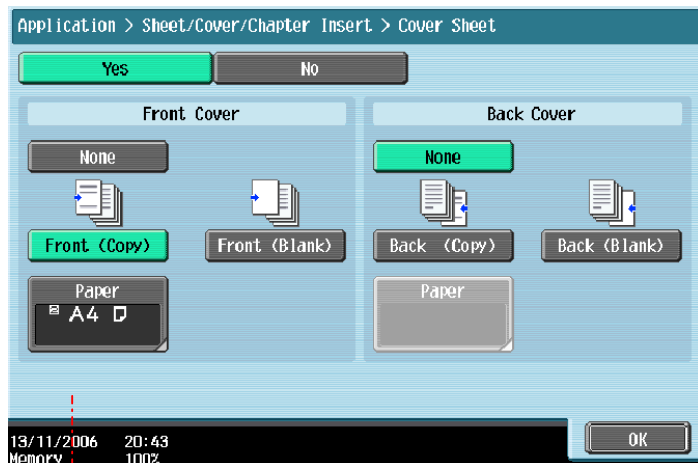 Application > Sheet/Cover/Chapter Insert > Cover Sheet
Yes
No
Front Cover
Back Cover
None
None
Front (Copy)
Front (Blank)
Back (Copy)
Back (Blank)
Paper
A4
Paper
13/11/2006 20:43
Memory 100%
OK